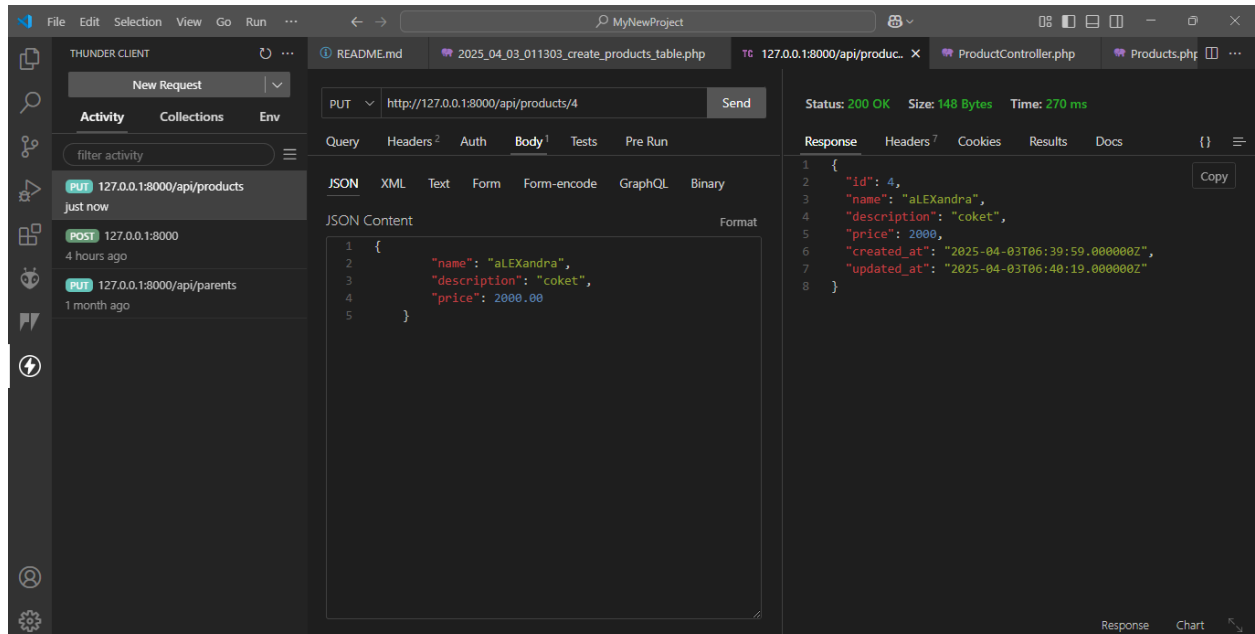 File Edit Selection View Go Run ··· ← → MyNewProject
THUNDER CLIENT ···
New Request
Activity Collections Env
filter activity
PUT 127.0.0.1:8000/api/products
just now
POST 127.0.0.1:8000
4 hours ago
PUT 127.0.0.1:8000/api/parents
1 month ago
README.md 2025_04_03_011303_create_products_table.php TC 127.0.0.1:8000/api/produc.. × ProductController.php Products.php ···
PUT http://127.0.0.1:8000/api/products/4 Send
Query Headers 2 Auth Body 1 Tests Pre Run
JSON XML Text Form Form-encode GraphQL Binary
JSON Content Format
1 {
2 "name": "aLEXandra",
3 "description": "coket",
4 "price": 2000.00
5 }
Status: 200 OK Size: 148 Bytes Time: 270 ms
Response Headers 7 Cookies Results Docs {}
Copy
1 {
2 "id": 4,
3 "name": "aLEXandra",
4 "description": "coket",
5 "price": 2000,
6 "created_at": "2025-04-03T06:39:59.000000Z",
7 "updated_at": "2025-04-03T06:40:19.000000Z"
8 }
Response Chart